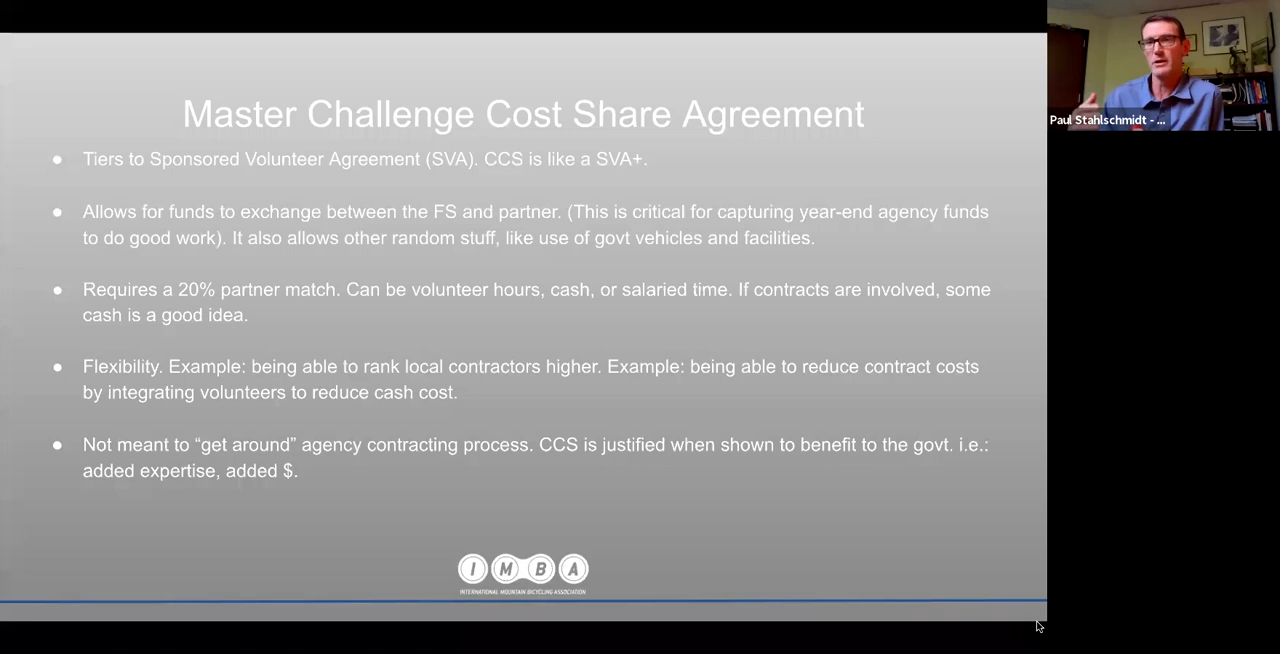 Master Challenge Cost Share Agreement
● Tiers to Sponsored Volunteer Agreement (SVA). CCS is like a SVA+.
● Allows for funds to exchange between the FS and partner. (This is critical for capturing year-end agency funds
to do good work). It also allows other random stuff, like use of govt vehicles and facilities.
● Requires a 20% partner match. Can be volunteer hours, cash, or salaried time. If contracts are involved, some
cash is a good idea.
● Flexibility. Example: being able to rank local contractors higher. Example: being able to reduce contract costs
by integrating volunteers to reduce cash cost.
● Not meant to “get around” agency contracting process. CCS is justified when shown to benefit to the govt. i.e.:
added expertise, added $.
IMBA
INTERNATIONAL MOUNTAIN BICYCLING ASSOCIATION
Paul Stahlschmidt - ...